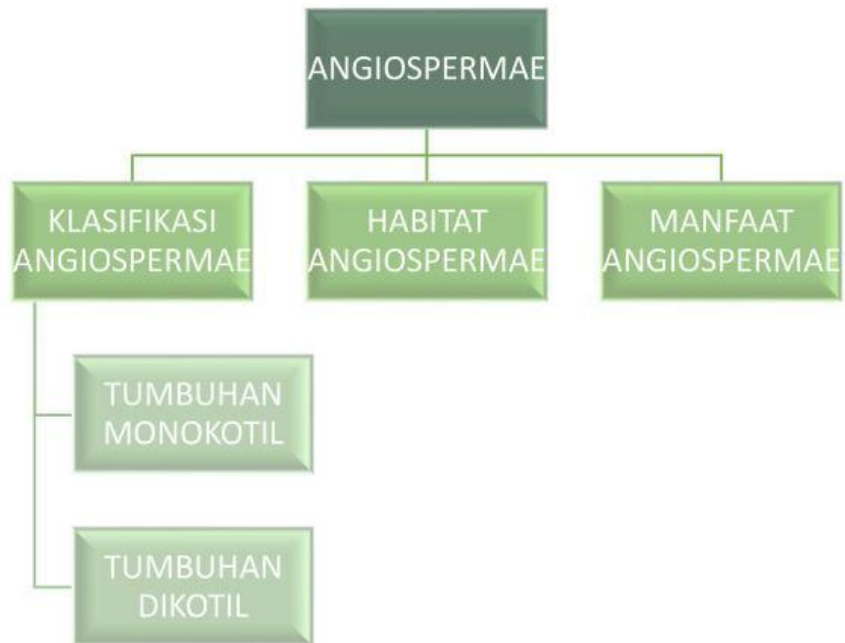 ANGIOSPERMAE
KLASIFIKASI
ANGIOSPERMAE
HABITAT
ANGIOSPERMAE
MANFAAT
ANGIOSPERMAE
TUMBUHAN
MONOKOTIL
TUMBUHAN
DIKOTIL